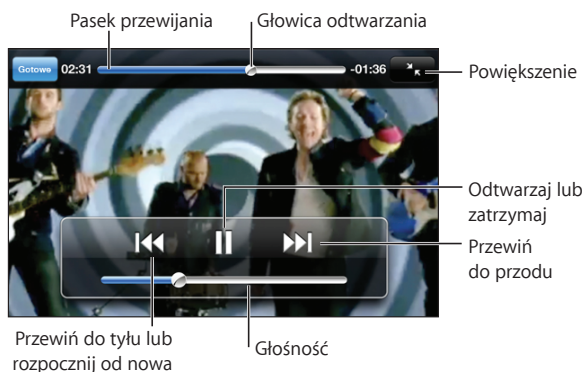 Pasek przewijania
Głowica odtwarzania
Gotowe 02:31 -01:36
Powiększenie
Odtwarzaj lub
zatrzymaj
Przewiń
do przodu
Przewiń do tyłu lub
rozpocznij od nowa
Głośność